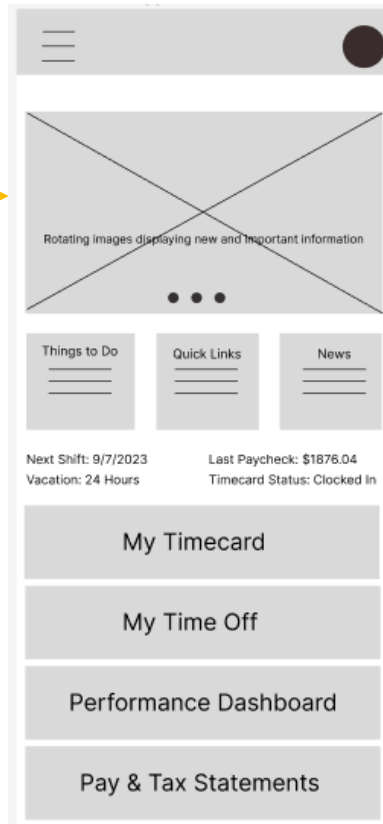 Rotating images displaying new and Important information
Things to Do
Quick Links
News
Next Shift: 9/7/2023
Last Paycheck: $1876.04
Vacation: 24 Hours
Timecard Status: Clocked In
My Timecard
My Time Off
Performance Dashboard
Pay & Tax Statements